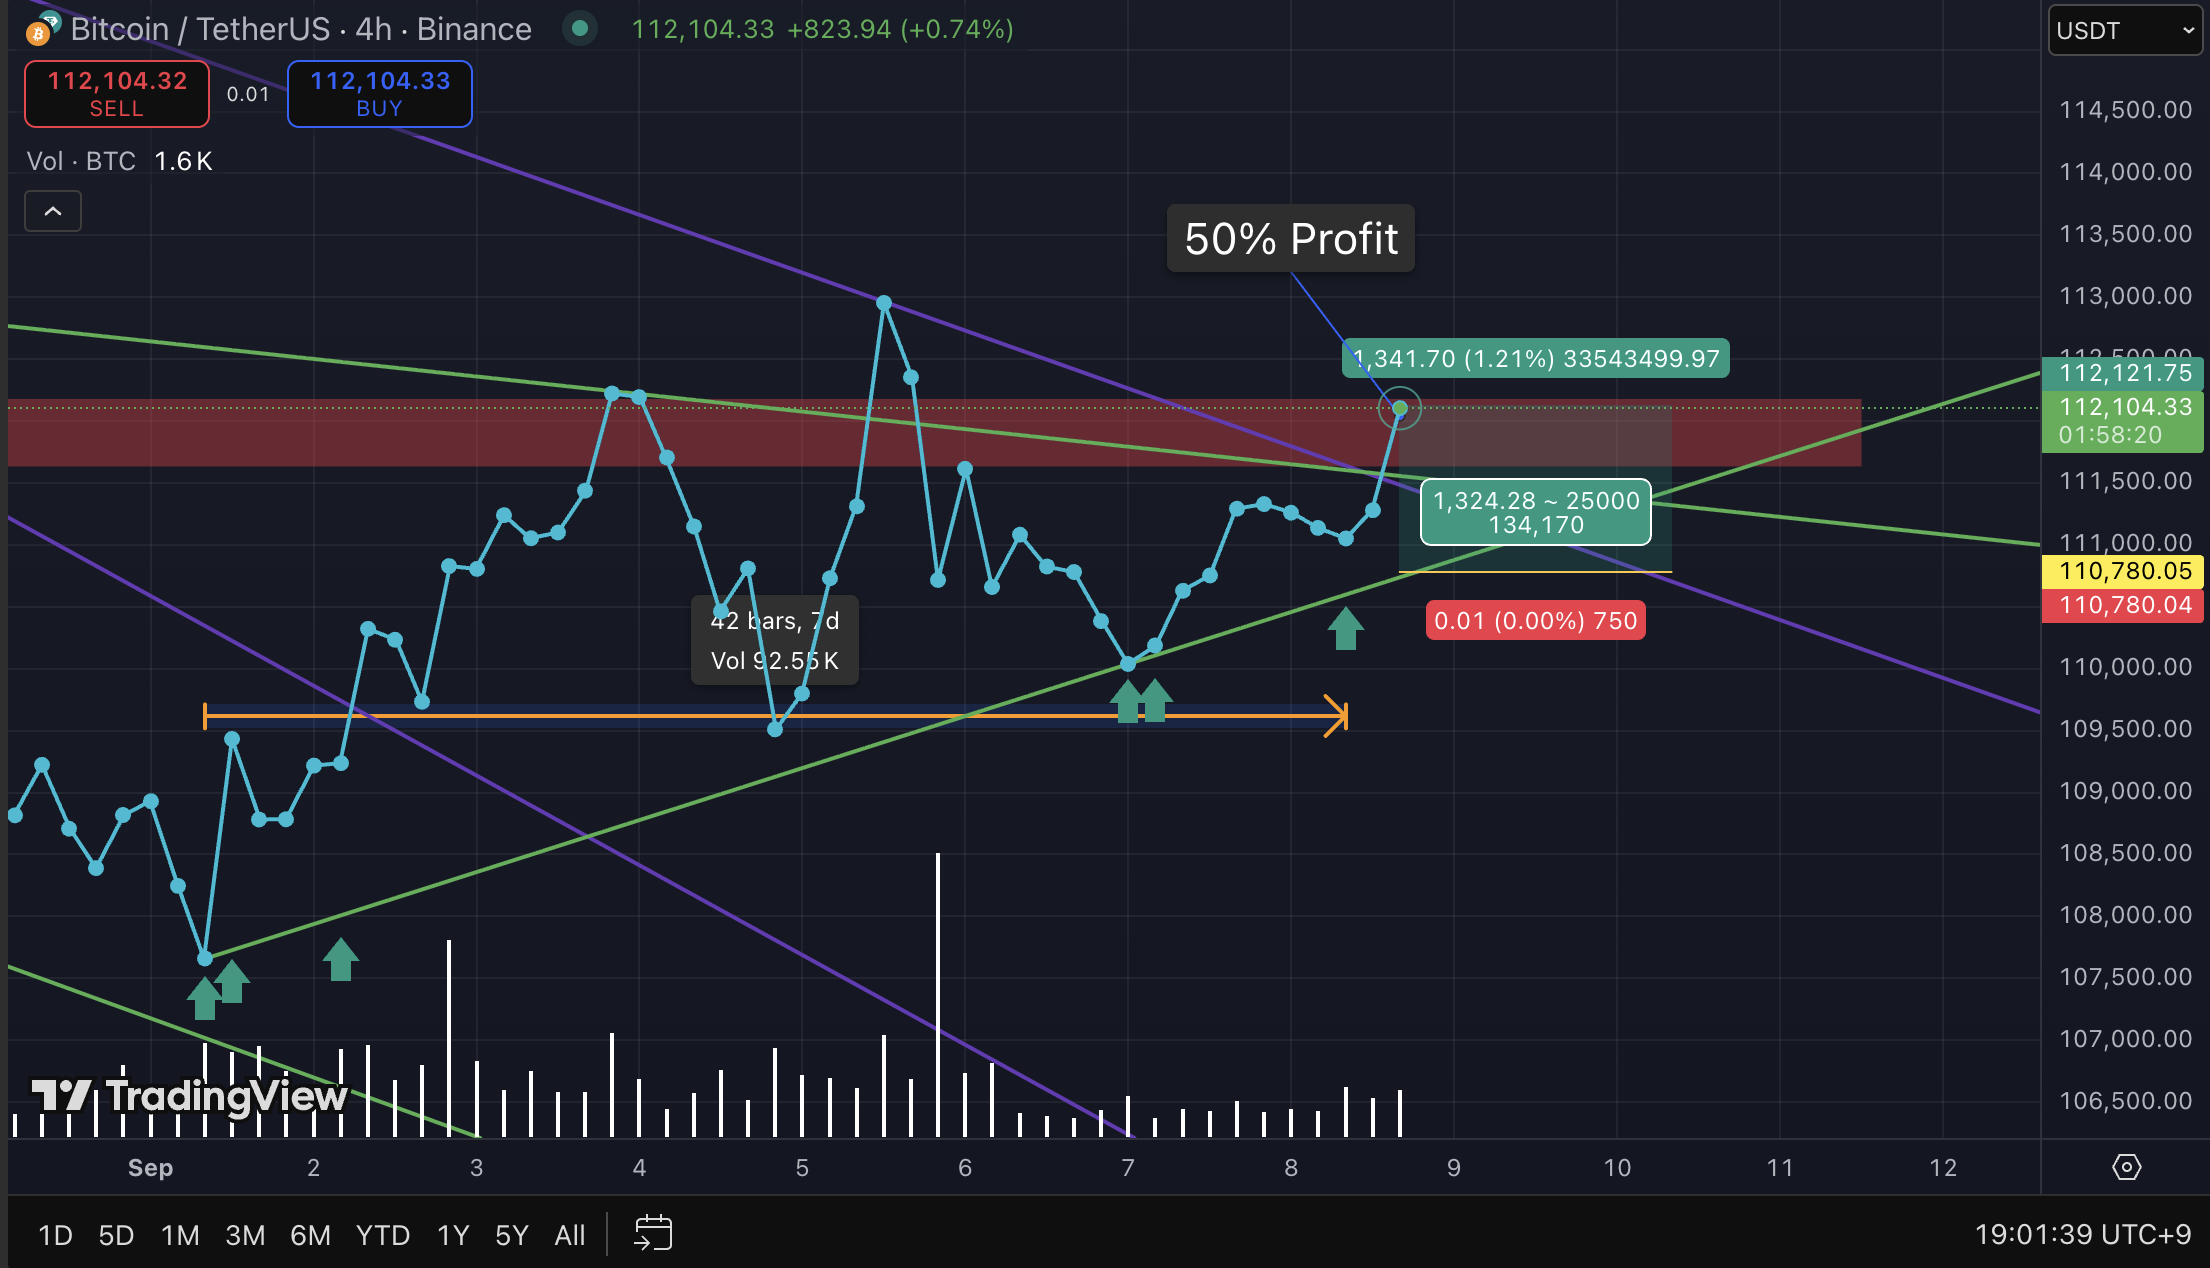 Bitcoin / TetherUS · 4h · Binance
112,104.33 +823.94 (+0.74%)
USDT
112,104.32
SELL
0.01
112,104.33
BUY
Vol · BTC 1.6 K
114,500.00
114,000.00
113,500.00
113,000.00
112,500.00
112,121.75
112,104.33
01:58:20
111,500.00
111,000.00
110,780.05
110,780.04
110,000.00
109,500.00
109,000.00
108,500.00
108,000.00
107,500.00
107,000.00
106,500.00
50% Profit
1,341.70 (1.21%) 33543499.97
1,324.28 ~ 25000
134,170
0.01 (0.00%) 750
42 bars, 7d
Vol 92.55 K
TradingView
Sep 2 3 4 5 6 7 8 9 10 11 12
1D 5D 1M 3M 6M YTD 1Y 5Y All
19:01:39 UTC+9